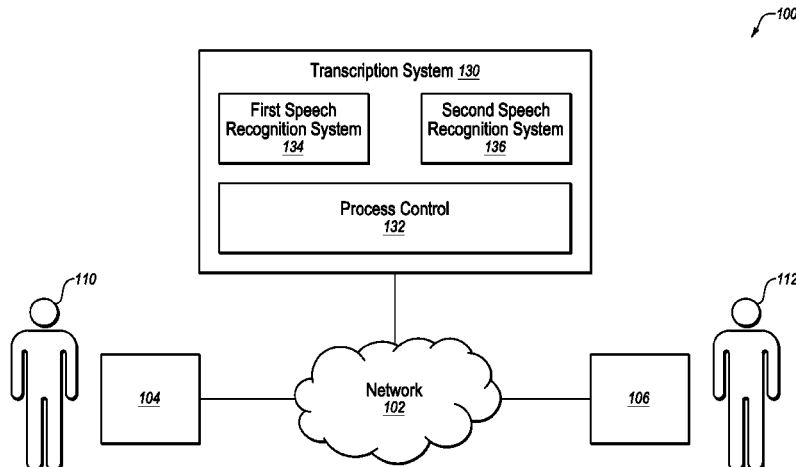 100
Transcription System 130
First Speech
Recognition System
134
Second Speech
Recognition System
136
Process Control
132
110
112
104
Network
102
106